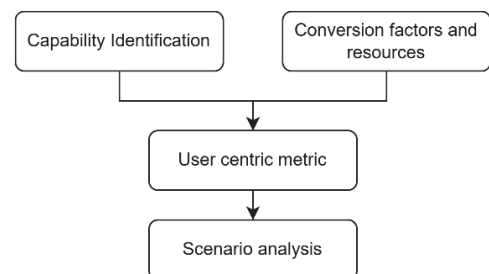 Capability Identification
Conversion factors and
resources
User centric metric
Scenario analysis